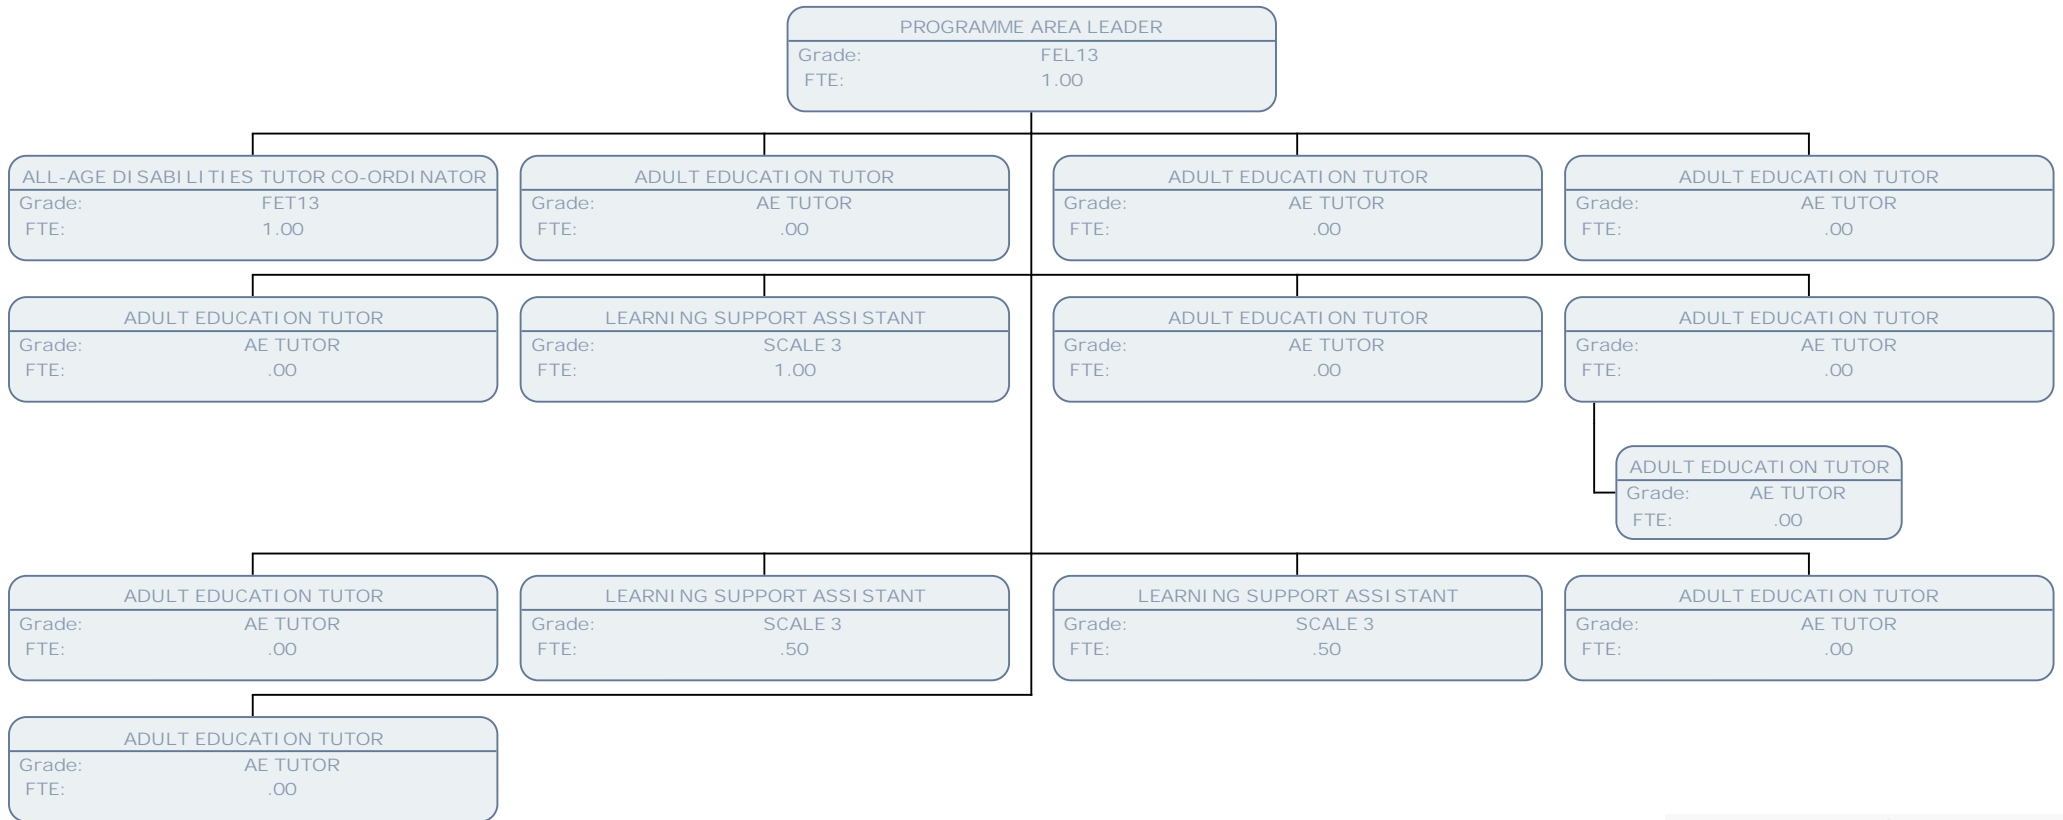 PROGRAMME AREA LEADER
Grade: FEL13
FTE: 1.00
ALL-AGE DISABILITIES TUTOR CO-ORDINATOR
Grade: FET13
FTE: 1.00
ADULT EDUCATION TUTOR
Grade: AE TUTOR
FTE: .00
ADULT EDUCATION TUTOR
Grade: AE TUTOR
FTE: .00
ADULT EDUCATION TUTOR
Grade: AE TUTOR
FTE: .00
ADULT EDUCATION TUTOR
Grade: AE TUTOR
FTE: .00
LEARNING SUPPORT ASSISTANT
Grade: SCALE 3
FTE: 1.00
ADULT EDUCATION TUTOR
Grade: AE TUTOR
FTE: .00
ADULT EDUCATION TUTOR
Grade: AE TUTOR
FTE: .00
ADULT EDUCATION TUTOR
Grade: AE TUTOR
FTE: .00
ADULT EDUCATION TUTOR
Grade: AE TUTOR
FTE: .00
LEARNING SUPPORT ASSISTANT
Grade: SCALE 3
FTE: .50
LEARNING SUPPORT ASSISTANT
Grade: SCALE 3
FTE: .50
ADULT EDUCATION TUTOR
Grade: AE TUTOR
FTE: .00
ADULT EDUCATION TUTOR
Grade: AE TUTOR
FTE: .00